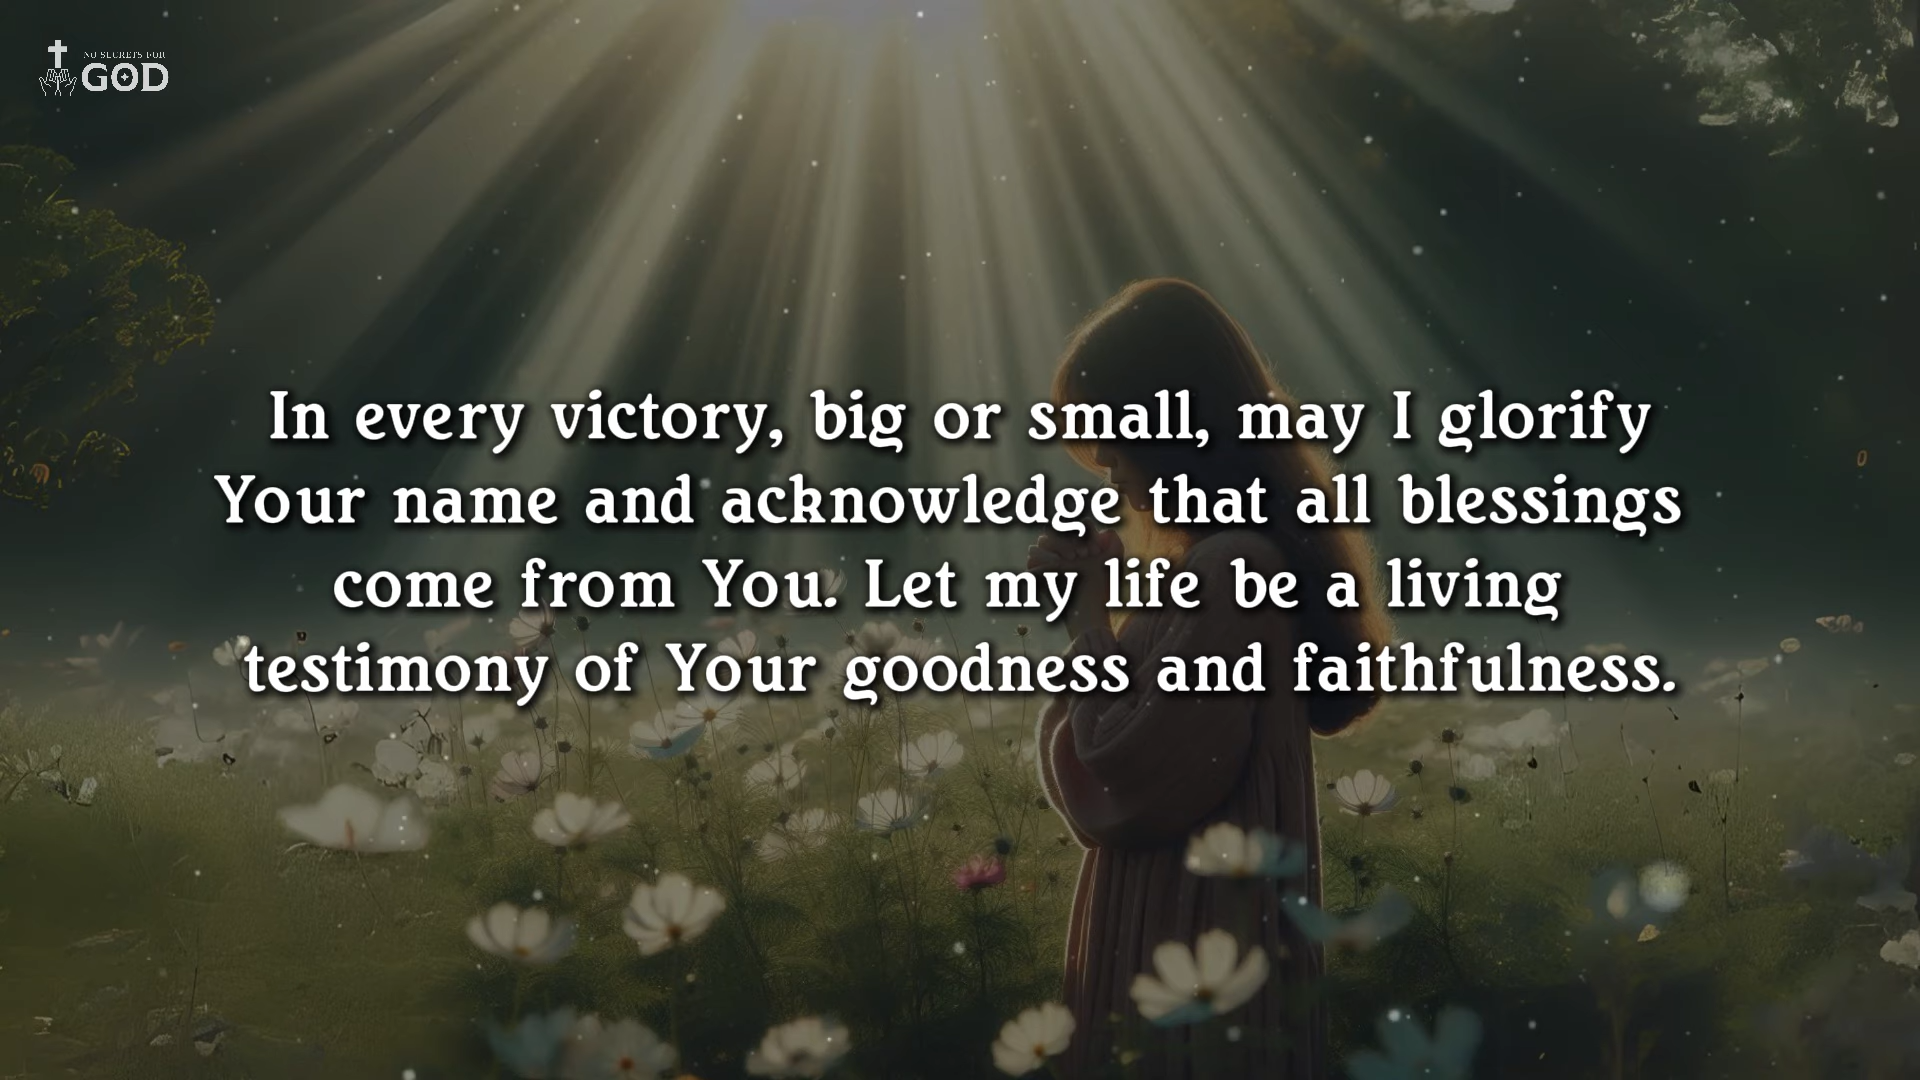 NO SECRETS FOR
GOD
In every victory, big or small, may I glorify
Your name and acknowledge that all blessings
come from You. Let my life be a living
testimony of Your goodness and faithfulness.